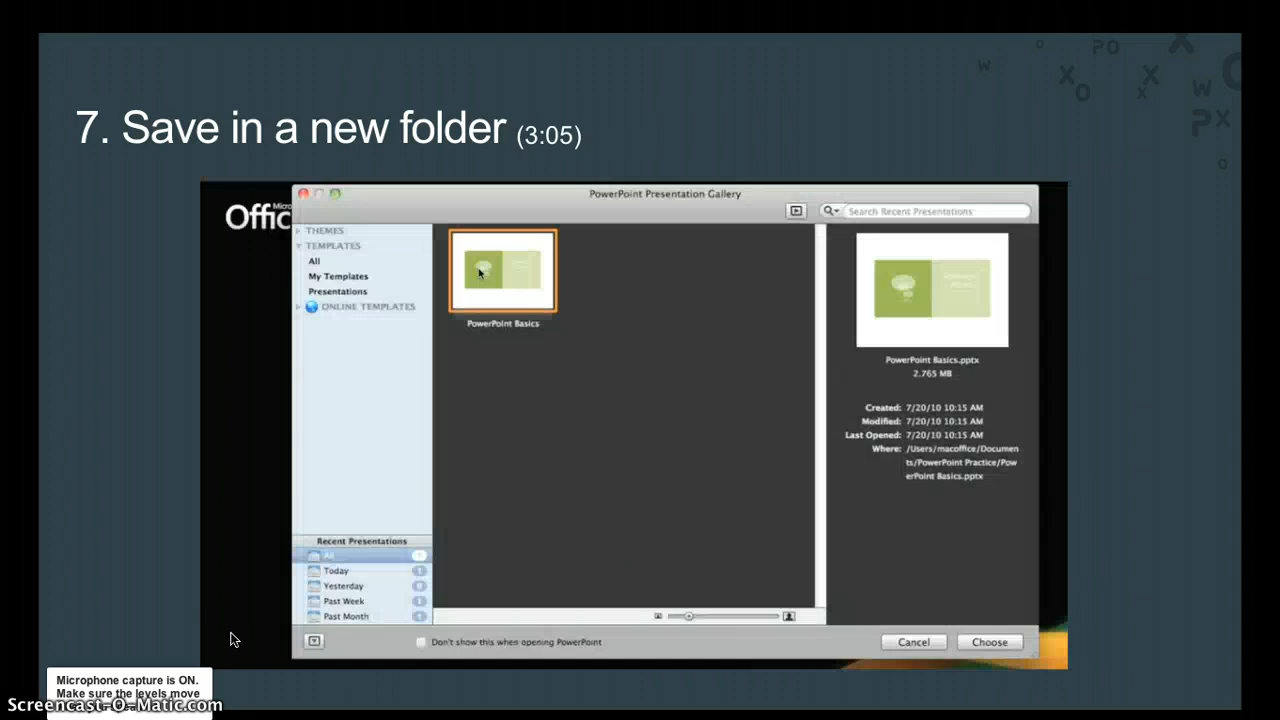 PO
X
W
X
X
O
X
W
O
PX
O
7. Save in a new folder (3:05)
PowerPoint Presentation Gallery
Micro
Offic
Search Recent Presentations
THEMES
TEMPLATES
All
My Templates
Presentations
ONLINE TEMPLATES
PowerPoint Basics
PowerPoint Basics.pptx
2.765 MB
Created: 7/20/10 10:15 AM
Modified: 7/20/10 10:15 AM
Last Opened: 7/20/10 10:15 AM
Where: /Users/macoffice/Documen
ts/PowerPoint Practice/Pow
erPoint Basics.pptx
Recent Presentations
All
Today
Yesterday
Past Week
Past Month
Don't show this when opening PowerPoint
Cancel
Choose
Microphone capture is ON.
Make sure the levels move
Screencast-O-Matic.com